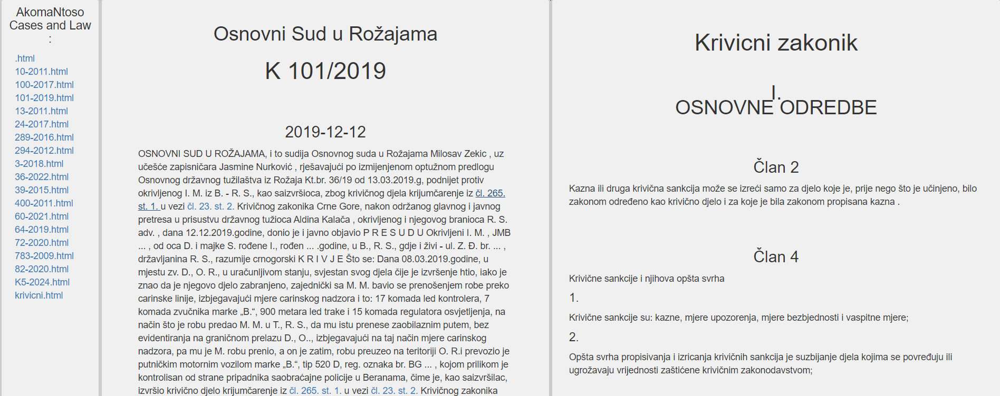 AkomaNtoso
Cases and Law
:
.html
10-2011.html
100-2017.html
101-2019.html
13-2011.html
24-2017.html
289-2016.html
294-2012.html
3-2018.html
36-2022.html
39-2015.html
400-2011.html
60-2021.html
64-2019.html
72-2020.html
783-2009.html
82-2020.html
K5-2024.html
krivicni.html
Osnovni Sud u Rožajama
K 101/2019
2019-12-12
OSNOVNI SUD U ROŽAJAMA, i to sudija Osnovnog suda u Rožajama Milosav Zekic , uz
učešće zapisničara Jasmine Nurković , rješavajući po izmijenjenom optužnom predlogu
Osnovnog državnog tužilaštva iz Rožaja Kt.br. 36/19 od 13.03.2019.g, podnijet protiv
okrivljenog I. M. iz B. - R. S., kao saizvršioca, zbog krivičnog djela krijumčarenje iz čl. 265.
st. 1. u vezi čl. 23. st. 2. Krivičnog zakonika Crne Gore, nakon održanog glavnog i javnog
pretresa u prisustvu državnog tužioca Aldina Kalača , okrivljenog i njegovog branioca R. S.
adv. , dana 12.12.2019.godine, donio je i javno objavio P R E S U D U Okrivljeni I. M. , JMB
... , od oca D. i majke S. rođene I., rođen ... .godine, u B., R. S., gdje i živi - ul. Z. Đ. br. ... ,
državljanina R. S., razumije crnogorski K R I V J E Što se: Dana 08.03.2019.godine, u
mjestu zv. D., O. R., u uračunljivom stanju, svjestan svog djela čije je izvršenje htio, iako je
znao da je njegovo djelo zabranjeno, zajednički sa M. M. bavio se prenošenjem robe preko
carinske linije, izbjegavajući mjere carinskog nadzora i to: 17 komada led kontrolera, 7
komada zvučnika marke „B.“, 900 metara led trake i 15 komada regulatora osvjetljenja, na
način što je robu predao M. M. u T., R. S., da mu istu prenese zaobilaznim putem, bez
evidentiranja na graničnom prelazu D., O.., izbjegavajući na taj način mjere carinskog
nadzora, pa mu je M. robu prenio, a on je zatim, robu preuzeo na teritoriji O. R.i prevozio je
putničkim motornim vozilom marke „B.“, tip 520 D, reg. oznaka br. BG ... , kojom prilikom je
kontrolisan od strane pripadnika saobraćajne policije u Beranama, čime je, kao saizvršilac,
izvršio krivično djelo krijumčarenje iz čl. 265. st. 1. u vezi čl. 23. st. 2. Krivičnog zakonika
Krivicni zakonik
I.
OSNOVNE ODREDBE
Član 2
Kazna ili druga krivična sankcija može se izreći samo za djelo koje je, prije nego što je učinjeno, bilo
zakonom određeno kao krivično djelo i za koje je bila zakonom propisana kazna .
Član 4
Krivične sankcije i njihova opšta svrha
1.
Krivične sankcije su: kazne, mjere upozorenja, mjere bezbjednosti i vaspitne mjere;
2.
Opšta svrha propisivanja i izricanja krivičnih sankcija je suzbijanje djela kojima se povređuju ili
ugrožavaju vrijednosti zaštićene krivičnim zakonodavstvom;